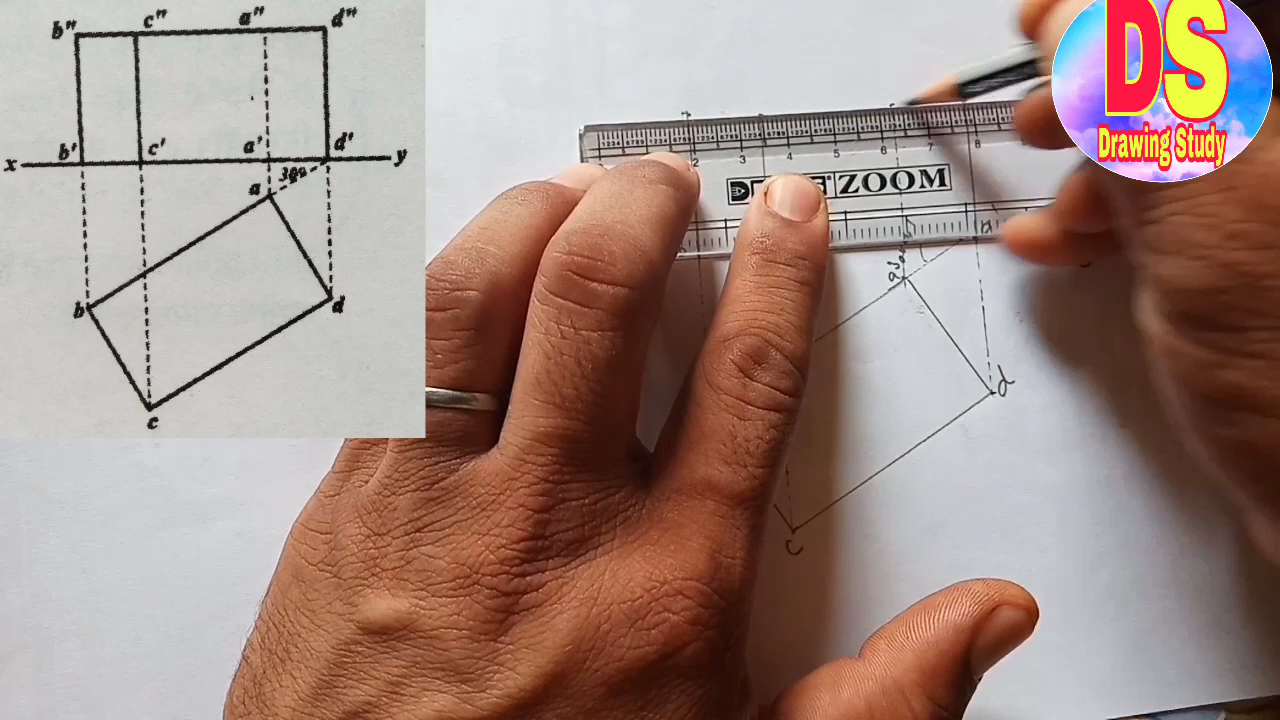 b" c" a" d"
x b' c' a' d' y
30°
a
b d
c
1 2 3 4 5 6 7 8
ZOOM
a
d
c
DS
Drawing Study